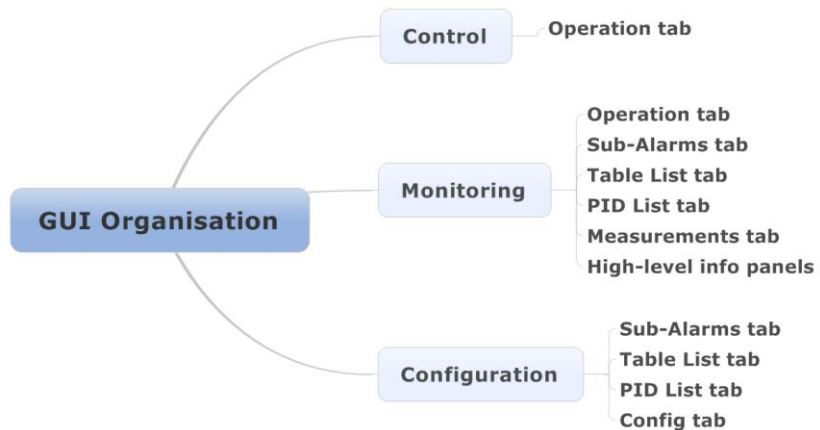 GUI Organisation
Control
Operation tab
Monitoring
Operation tab
Sub-Alarms tab
Table List tab
PID List tab
Measurements tab
High-level info panels
Configuration
Sub-Alarms tab
Table List tab
PID List tab
Config tab